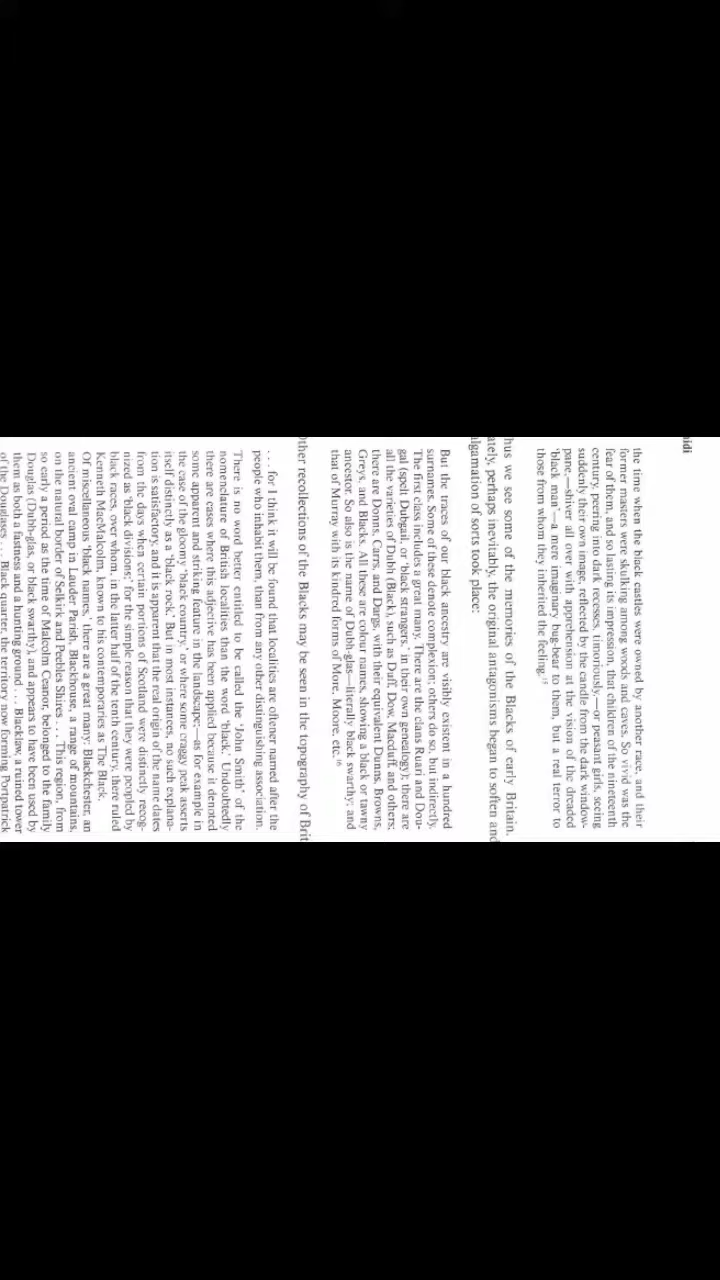 idi
the time when the black castles were owned by another race, and their
former masters were skulking among woods and caves. So vivid was the
fear of them, and so lasting its impression, that children of the nineteenth
century, peering into dark recesses, timoriously,—or peasant girls, seeing
suddenly their own image, reflected by the candle from the dark window-
pane,—shiver all over with apprehension at the vision of the dreaded
'black man'—a mere imaginary bug-bear to them, but a real terror to
those from whom they inherited the feeling.
hus we see some of the memories of the Blacks of early Britain.
ately, perhaps inevitably, the original antagonisms began to soften and
lgamation of sorts took place:
But the traces of our black ancestry are visibly existent in a hundred
surnames. Some of these denote complexion; others do so, but indirectly.
The first class includes a great many. There are the clans Ruari and Dou-
gal (spelt Dubgail, or 'black strangers,' in their own genealogy); there are
all the varieties of Dubh (Black), such as Duff, Dow, Macduff, and others;
there are Donns, Carrs, and Dargs, with their equivalent Dunns, Browns,
Greys, and Blacks. All these are colour names, showing a black or tawny
ancestor. So also is the name of Dubh-glas—literally black swarthy; and
that of Murray with its kindred forms of More, Moore, etc.16
ther recollections of the Blacks may be seen in the topography of Brit
. . . for I think it will be found that localities are oftener named after the
people who inhabit them, than from any other distinguishing association.
'There is no word better entitled to be called the 'John Smith' of the
nomenclature of British localities than the word 'black.' Undoubtedly
there are cases where this adjective has been applied because it denoted
some apparent and striking feature in the landscape;—as for example in
the case of the gloomy 'black country,' or where some craggy peak asserts
itself distinctly as a 'black rock.' But in most instances, no such explana-
tion is satisfactory, and it is apparent that the real origin of the name dates
from the days when certain portions of Scotland were distinctly recog-
nized as 'black divisions;' for the simple reason that they were peopled by
black races, over whom, in the latter half of the tenth century, there ruled
Kenneth MacMalcolm, known to his contemporaries as The Black.
Of miscellaneous 'black names,' there are a great many: Blackchester, an
ancient oval camp in Lauder Parish, Blackhouse, a range of mountains,
on the natural border of Selkirk and Peebles Shires . . . This region, from
so early a period as the time of Malcolm Ceanor, belonged to the family
Douglas (Dubh-glas, or black swarthy), and appears to have been used by
them as both a fastness and a hunting ground . . . Blacklaw, a ruined tower
of the Douglases . . . Black quarter, the territory now forming Portpatrick